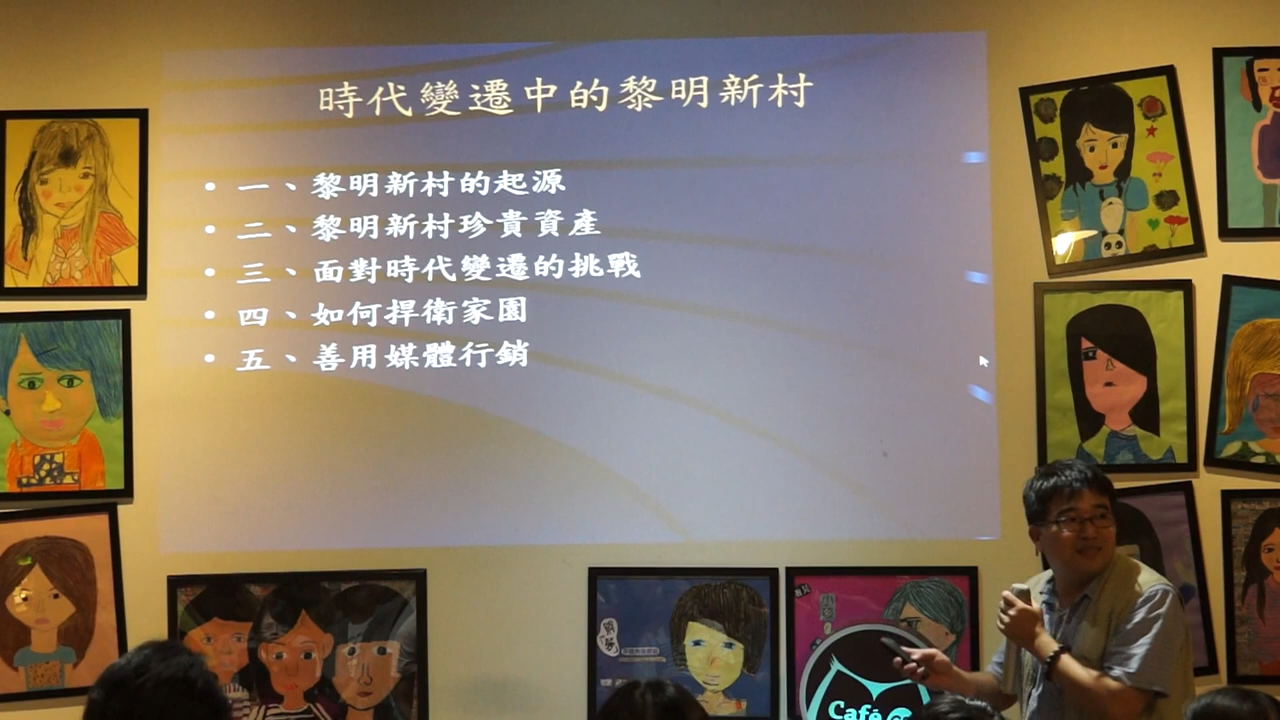 時代變遷中的黎明新村
• 一、黎明新村的起源
• 二、黎明新村珍貴資產
• 三、面對時代變遷的挑戰
• 四、如何捍衛家園
• 五、善用媒體行銷
Café